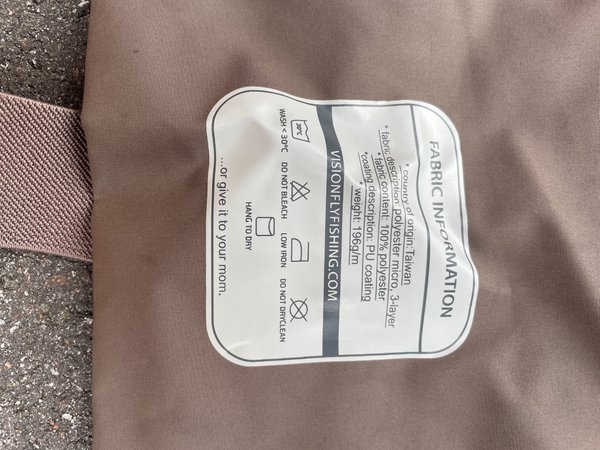 FABRIC INFORMATION
* country of origin: Taiwan
* fabric description: polyester micro, 3-layer
* fabric content: 100% polyester
* coating description: PU coating
* weight: 196g/m
VISIONFLYFISHING.COM
30°C
WASH < 30°C DO NOT BLEACH LOW IRON DO NOT DRYCLEAN
HANG TO DRY
...or give it to your mom.